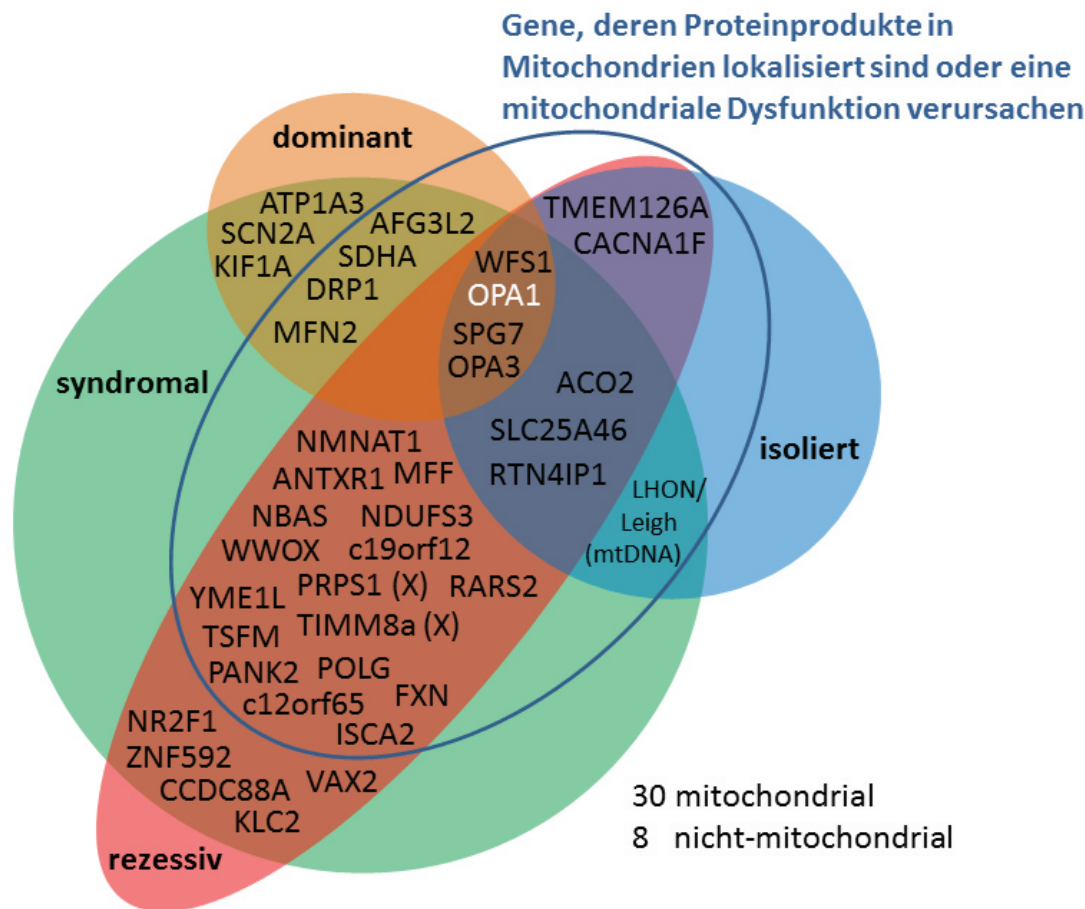 Gene, deren Proteinprodukte in
Mitochondrien lokalisiert sind oder eine
mitochondriale Dysfunktion verursachen
dominant
ATP1A3
SCN2A
KIF1A
AFG3L2
SDHA
DRP1
MFN2
TMEM126A
CACNA1F
WFS1
OPA1
SPG7
OPA3
syndromal
ACO2
SLC25A46
RTN4IP1
isoliert
LHON/
Leigh
(mtDNA)
NMNAT1
ANTXR1 MFF
NBAS NDUFS3
WWOX c19orf12
PRPS1 (X) RARS2
YME1L
TIMM8a (X)
TSFM
PANK2 POLG
c12orf65 FXN
ISCA2
NR2F1
ZNF592
CCDC88A VAX2
KLC2
rezessiv
30 mitochondrial
8 nicht-mitochondrial